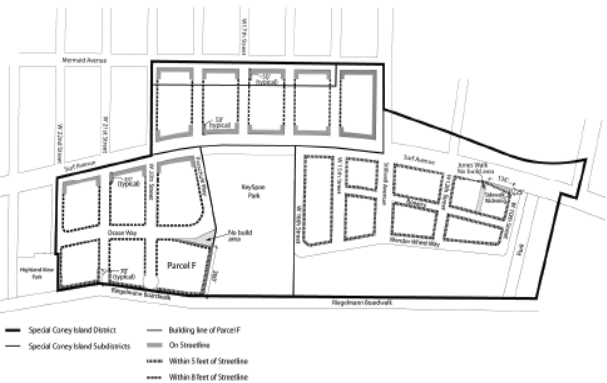 W 17th Street
Mermaid Avenue
50'
(typical)
50'
(typical)
W 22nd Street
W 21st Street
Surf Avenue
(typical)
W 20th Street
KeySpan
Park
W 16th Street
W 15th Street
Stillwell Avenue
Surf Avenue
W 12th Street
Jones Walk
No build area
W 10th Street
Ocean Way
No build
area
Wonder Wheel Way
Highland View
Park
(typical)
Parcel F
Riegelmann Boardwalk
Riegelmann Boardwalk
Special Coney Island District
Building line of Parcel F
Special Coney Island Subdistricts
On Streetline
Within 5 feet of Streetline
Within 8 feet of Streetline